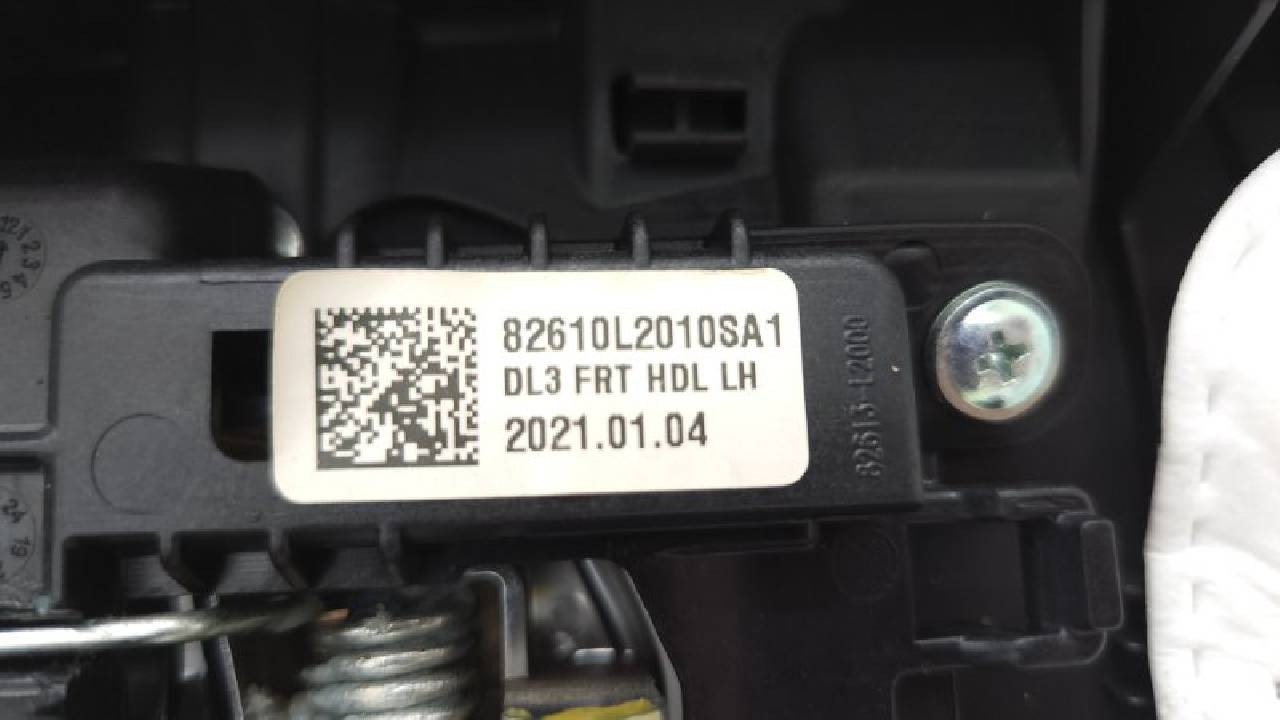 82610L2010SA1
DL3 FRT HDL LH
2021.01.04
82613-L2000